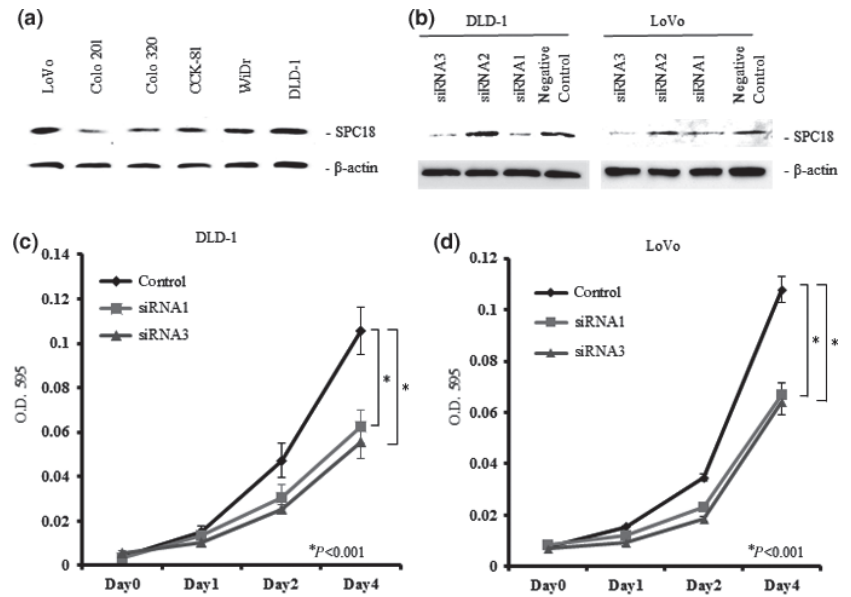 (a)
LoVo
Colo 201
Colo 320
CCK-81
WiDr
DLD-1
- SPC18
- β-actin
(b)
DLD-1
LoVo
siRNA3
siRNA2
siRNA1
Negative
Control
siRNA3
siRNA2
siRNA1
Negative
Control
- SPC18
- β-actin
(c)
DLD-1
0.14
0.12
0.1
0.08
0.06
0.04
0.02
0
O.D. 595
Control
siRNA1
siRNA3
*
*
*P<0.001
Day0
Day1
Day2
Day4
(d)
LoVo
0.12
0.1
0.08
0.06
0.04
0.02
0
O.D. 595
Control
siRNA1
siRNA3
*
*
*P<0.001
Day0
Day1
Day2
Day4